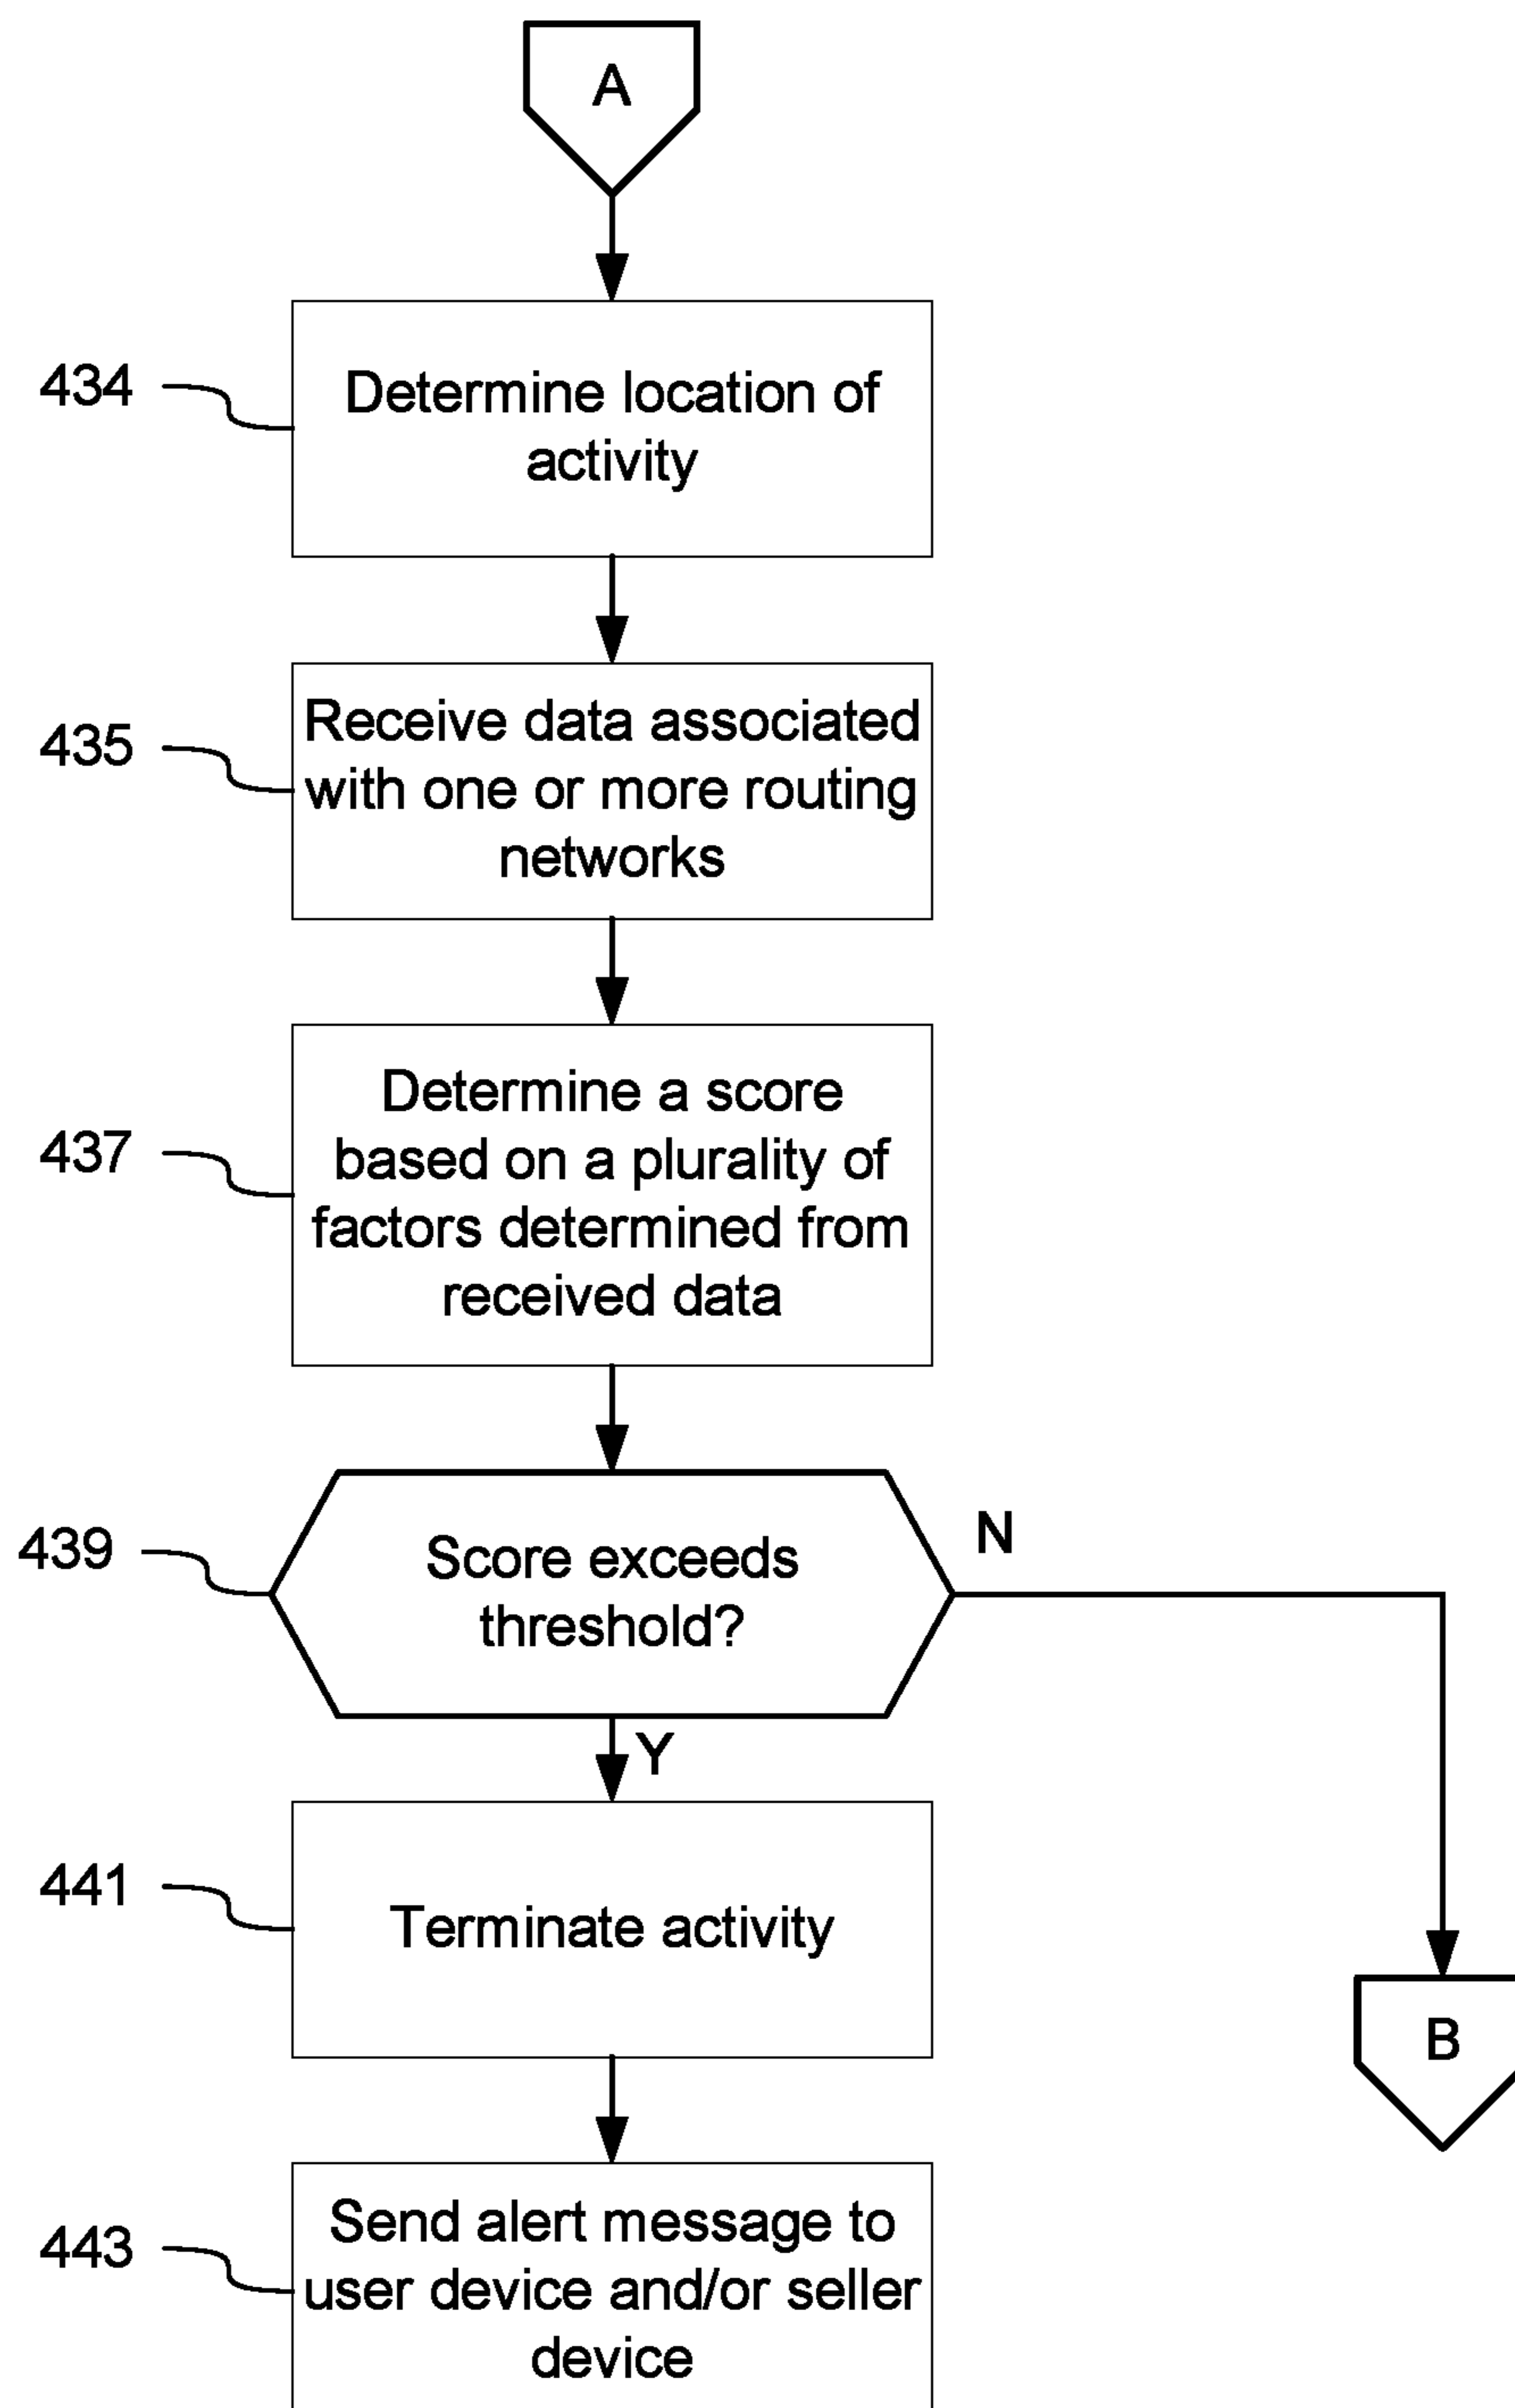 A
434
Determine location of
activity
435
Receive data associated
with one or more routing
networks
437
Determine a score
based on a plurality of
factors determined from
received data
439
Score exceeds
threshold?
N
Y
441
Terminate activity
B
443
Send alert message to
user device and/or seller
device